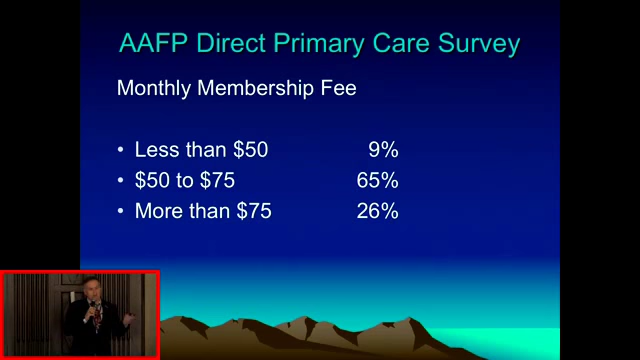 AAFP Direct Primary Care Survey
Monthly Membership Fee
• Less than $50 9%
• $50 to $75 65%
• More than $75 26%